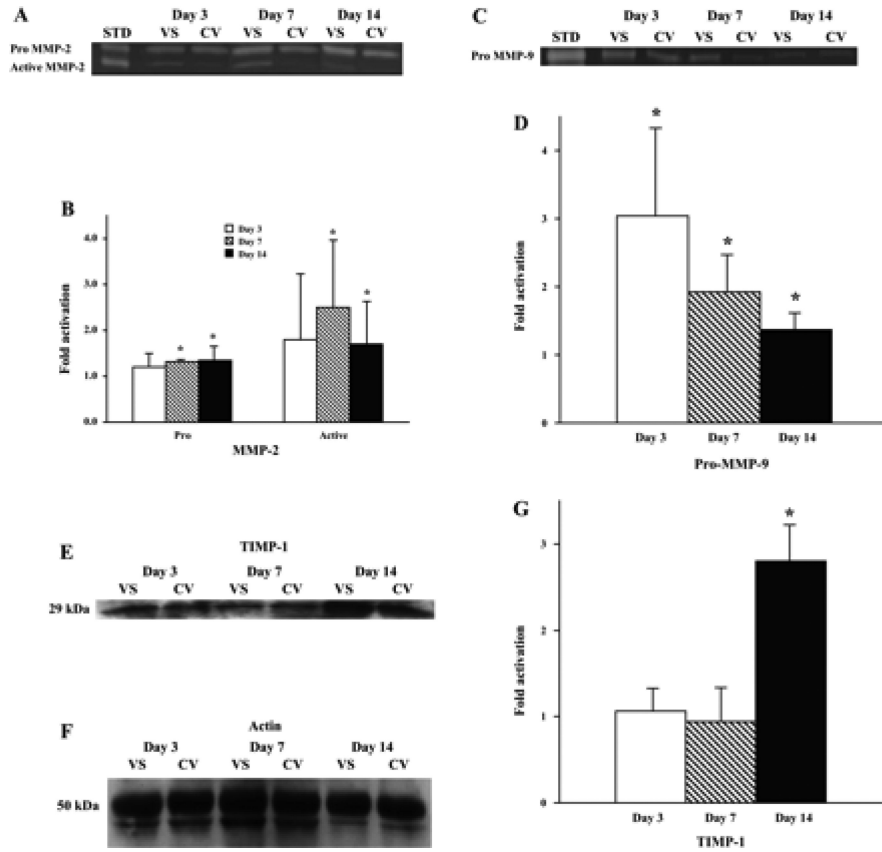 A
Day 3 Day 7 Day 14
STD VS CV VS CV VS CV
Pro MMP-2
Active MMP-2
B
4.0
3.0
2.0
1.0
0.0
Fold activation
Day 3
Day 7
Day 14
* * * *
Pro Active
MMP-2
C
Day 3 Day 7 Day 14
STD VS CV VS CV VS CV
Pro MMP-9
D
4
3
2
1
0
Fold activation
* * *
Day 3 Day 7 Day 14
Pro-MMP-9
E
TIMP-1
Day 3 Day 7 Day 14
VS CV VS CV VS CV
29 kDa
F
Actin
Day 3 Day 7 Day 14
VS CV VS CV VS CV
50 kDa
G
3
2
1
0
Fold activation
*
Day 3 Day 7 Day 14
TIMP-1